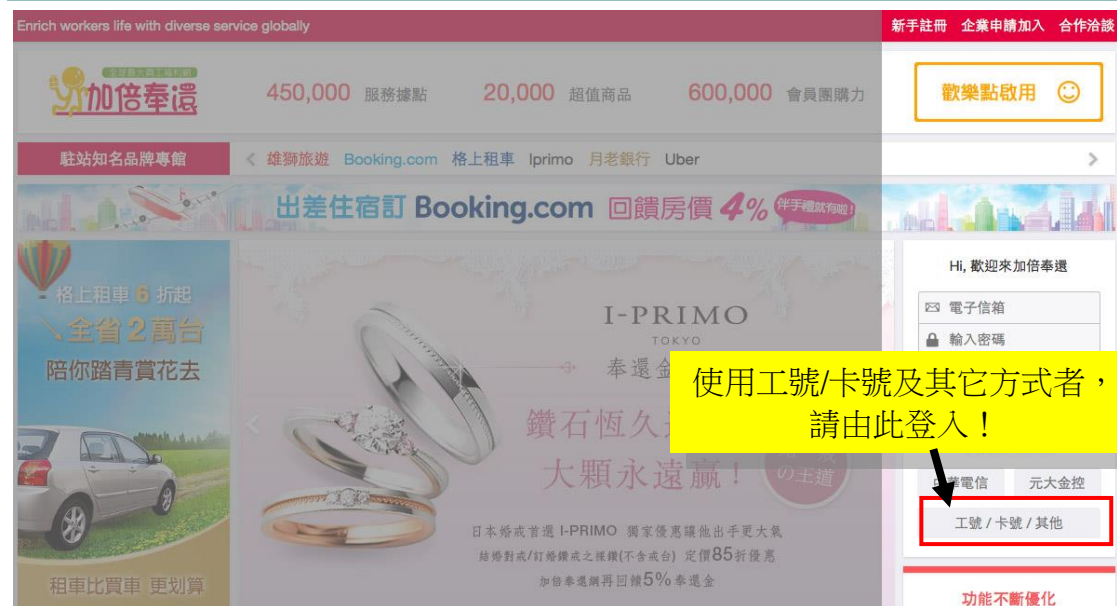 Enrich workers life with diverse service globally
新手註冊 企業申請加入 合作洽談
加倍奉還
450,000 服務據點 20,000 超值商品 600,000 會員團購力
歡樂點啟用
駐站知名品牌專館
雄獅旅遊 Booking.com 格上租車 Iprimo 月老銀行 Uber
出差住宿訂 Booking.com 回饋房價 4% 伴手禮就有啦!
格上租車 6 折起
全省2萬台
陪你踏青賞花去
租車比買車 更划算
I-PRIMO
TOKYO
奉還金
鑽石恆久
大顆永遠贏!
の王道
日本婚戒首選 I-PRIMO 獨家優惠讓他出手更大氣
結婚對戒/訂婚鑽戒之裸鑽(不含戒台) 定價85折優惠
加倍奉還網再回饋5%奉還金
Hi, 歡迎來加倍奉還
電子信箱
輸入密碼
使用工號/卡號及其它方式者，
請由此登入！
華電信 元大金控
工號 / 卡號 / 其他
功能不斷優化